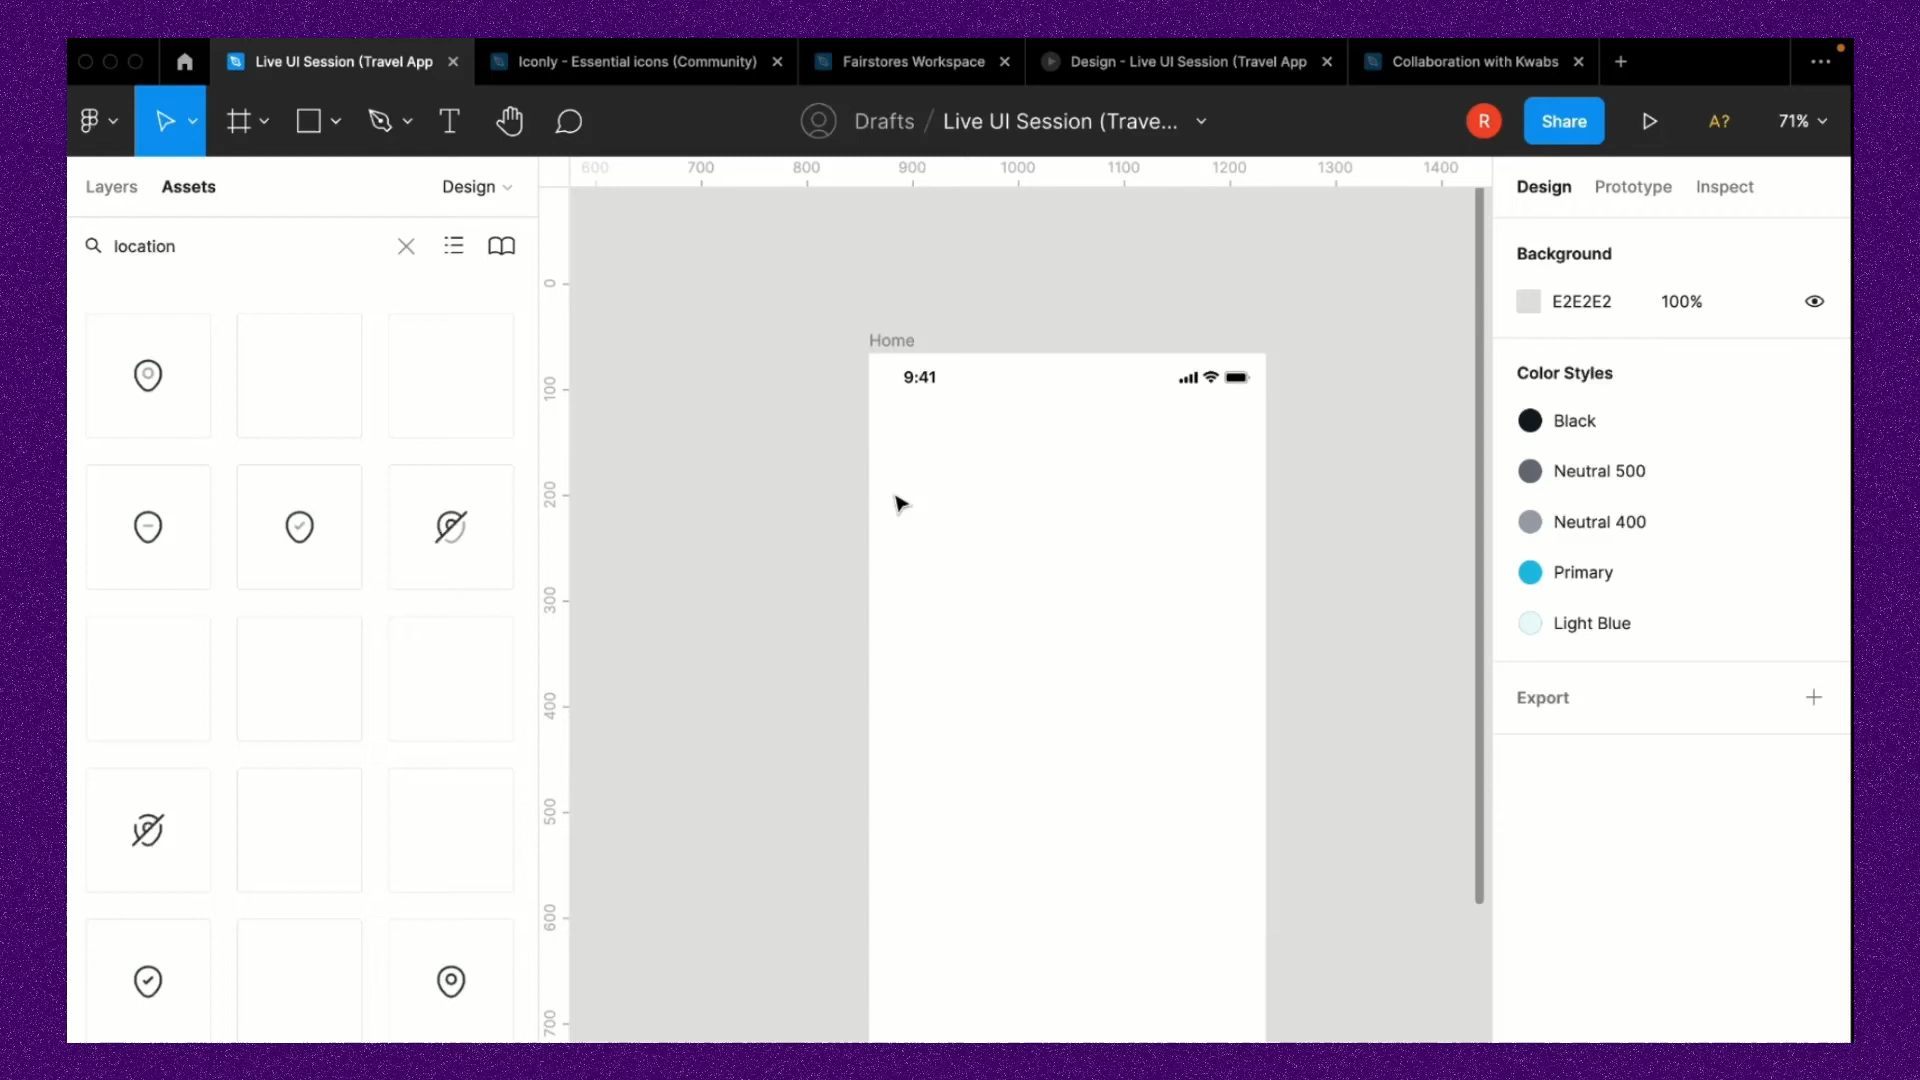 Live UI Session (Travel App
Iconly - Essential icons (Community)
Fairstores Workspace
Design - Live UI Session (Travel App
Collaboration with Kwabs
Drafts / Live UI Session (Trave...
R
Share
A?
71%
Layers
Assets
Design
600
700
800
900
1000
1100
1200
1300
1400
Design
Prototype
Inspect
location
Background
E2E2E2
100%
0
100
200
300
400
500
600
700
Home
9:41
Color Styles
Black
Neutral 500
Neutral 400
Primary
Light Blue
Export